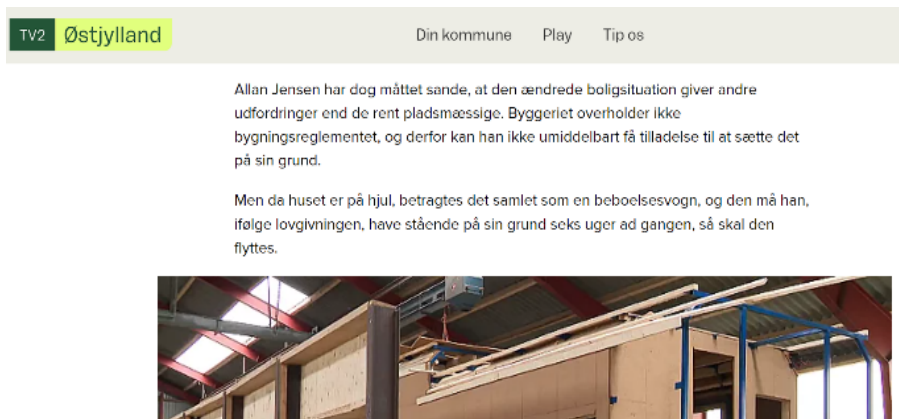 TV2 Østjylland
Din kommune Play Tip os
Allan Jensen har dog måttet sande, at den ændrede boligsituation giver andre
udfordringer end de rent pladsmæssige. Byggeriet overholder ikke
bygningsreglementet, og derfor kan han ikke umiddelbart få tilladelse til at sætte det
på sin grund.
Men da huset er på hjul, betragtes det samlet som en beboelsesvogn, og den må han,
ifølge lovgivningen, have stående på sin grund seks uger ad gangen, så skal den
flyttes.